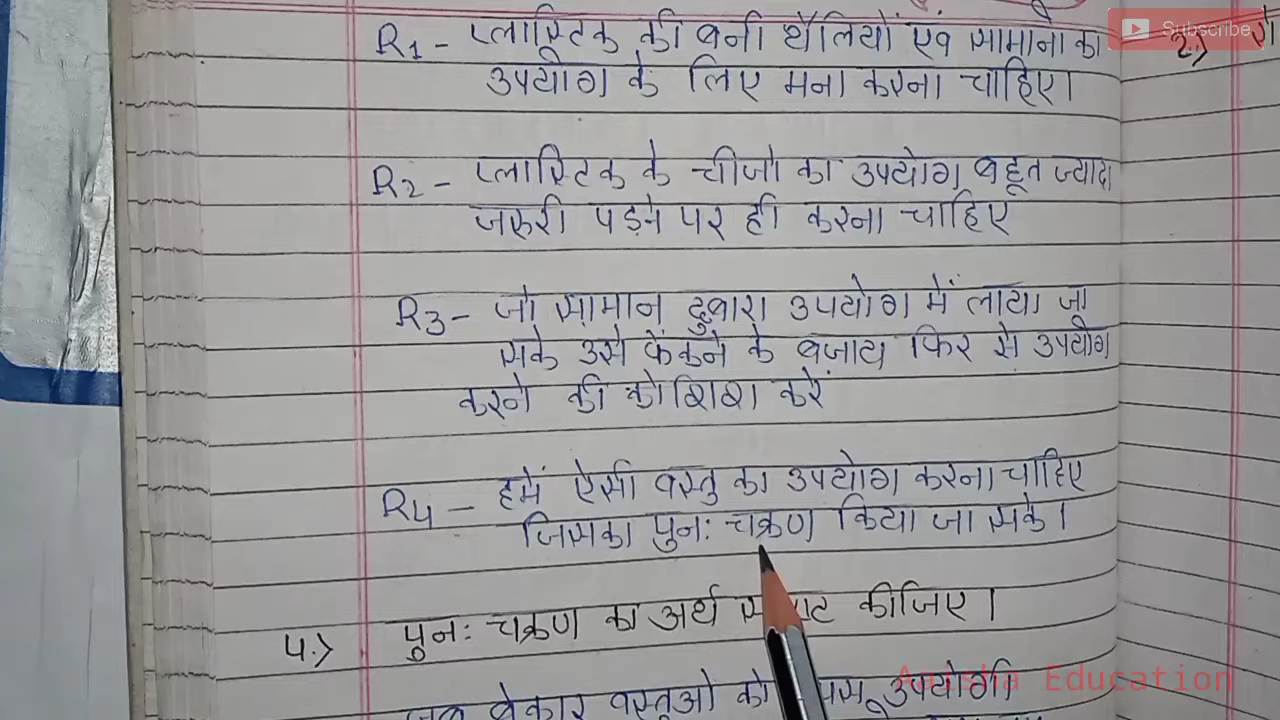 R1 - प्लास्टिक की बनी थैलियों एंव सामानो का
उपयोग के लिए मना करना चाहिए।
R2 - प्लास्टिक के चीजो का उपयोग बहूत ज्यादा
जरुरी पड़ने पर ही करना चाहिए
R3 - जो सामान दुबारा उपयोग में लाया जा
सके उसे फेंकने के बजाय फिर से उपयोग
करने की कोशिश करें
R4 - हमें ऐसी वस्तु का उपयोग करना चाहिए
जिसका पुनः चक्रण किया जा सके।
4.> पुनः चक्रण का अर्थ कीजिए।
बेकार वस्तूओ को उपयोगी
2.>
Subscribe
Education